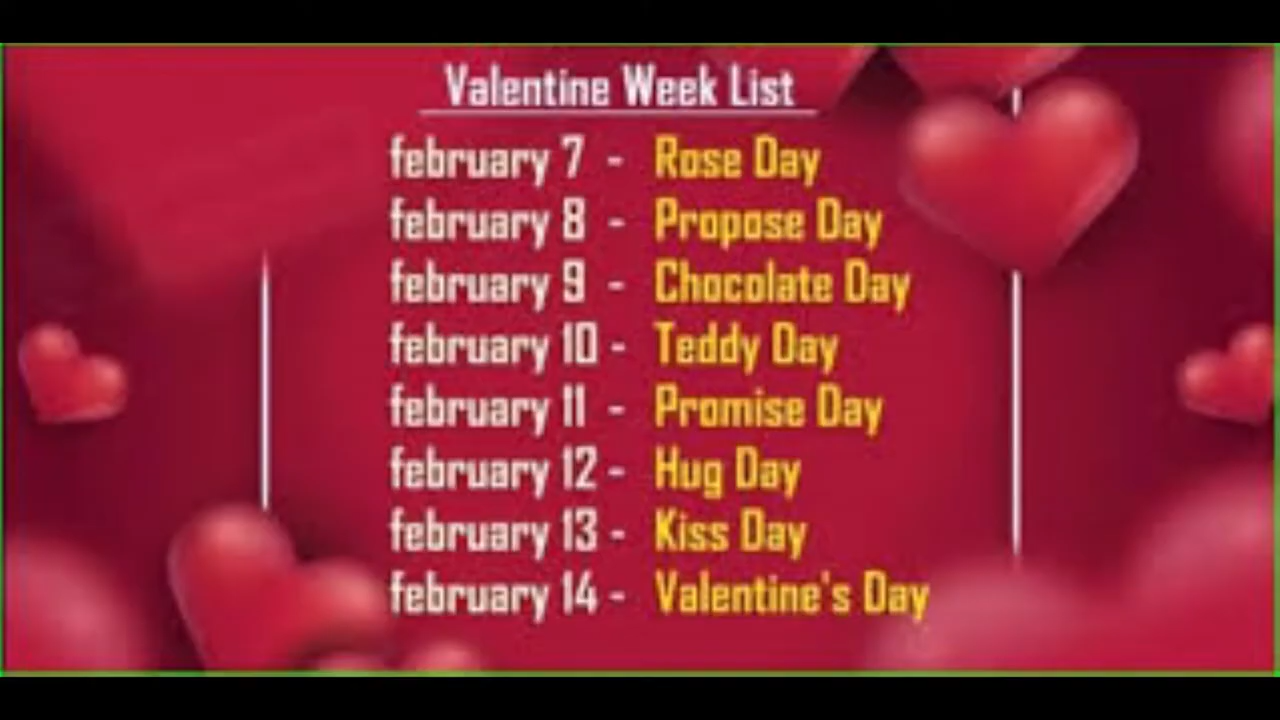 Valentine Week List
february 7 - Rose Day
february 8 - Propose Day
february 9 - Chocolate Day
february 10 - Teddy Day
february 11 - Promise Day
february 12 - Hug Day
february 13 - Kiss Day
february 14 - Valentine's Day